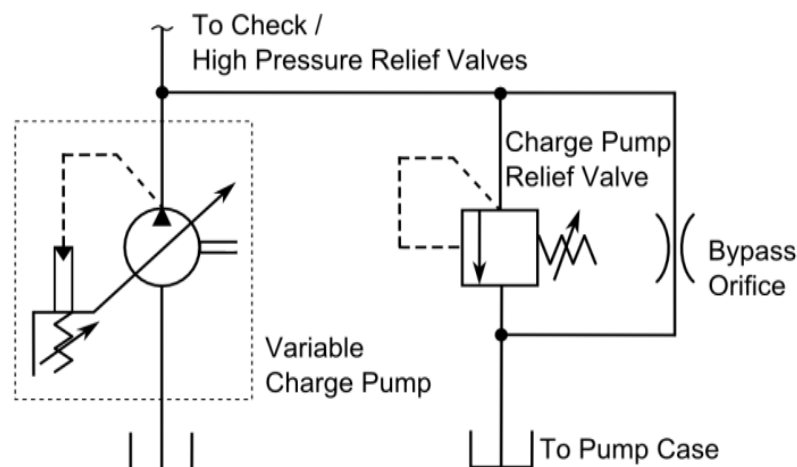 To Check /
High Pressure Relief Valves
Charge Pump
Relief Valve
Bypass
Orifice
Variable
Charge Pump
To Pump Case